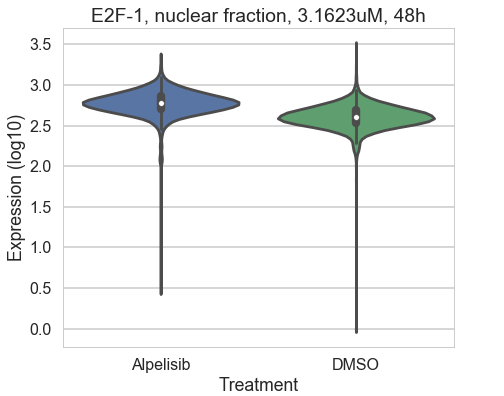 E2F-1, nuclear fraction, 3.1623uM, 48h
Expression (log10)
3.5
3.0
2.5
2.0
1.5
1.0
0.5
0.0
Alpelisib
DMSO
Treatment